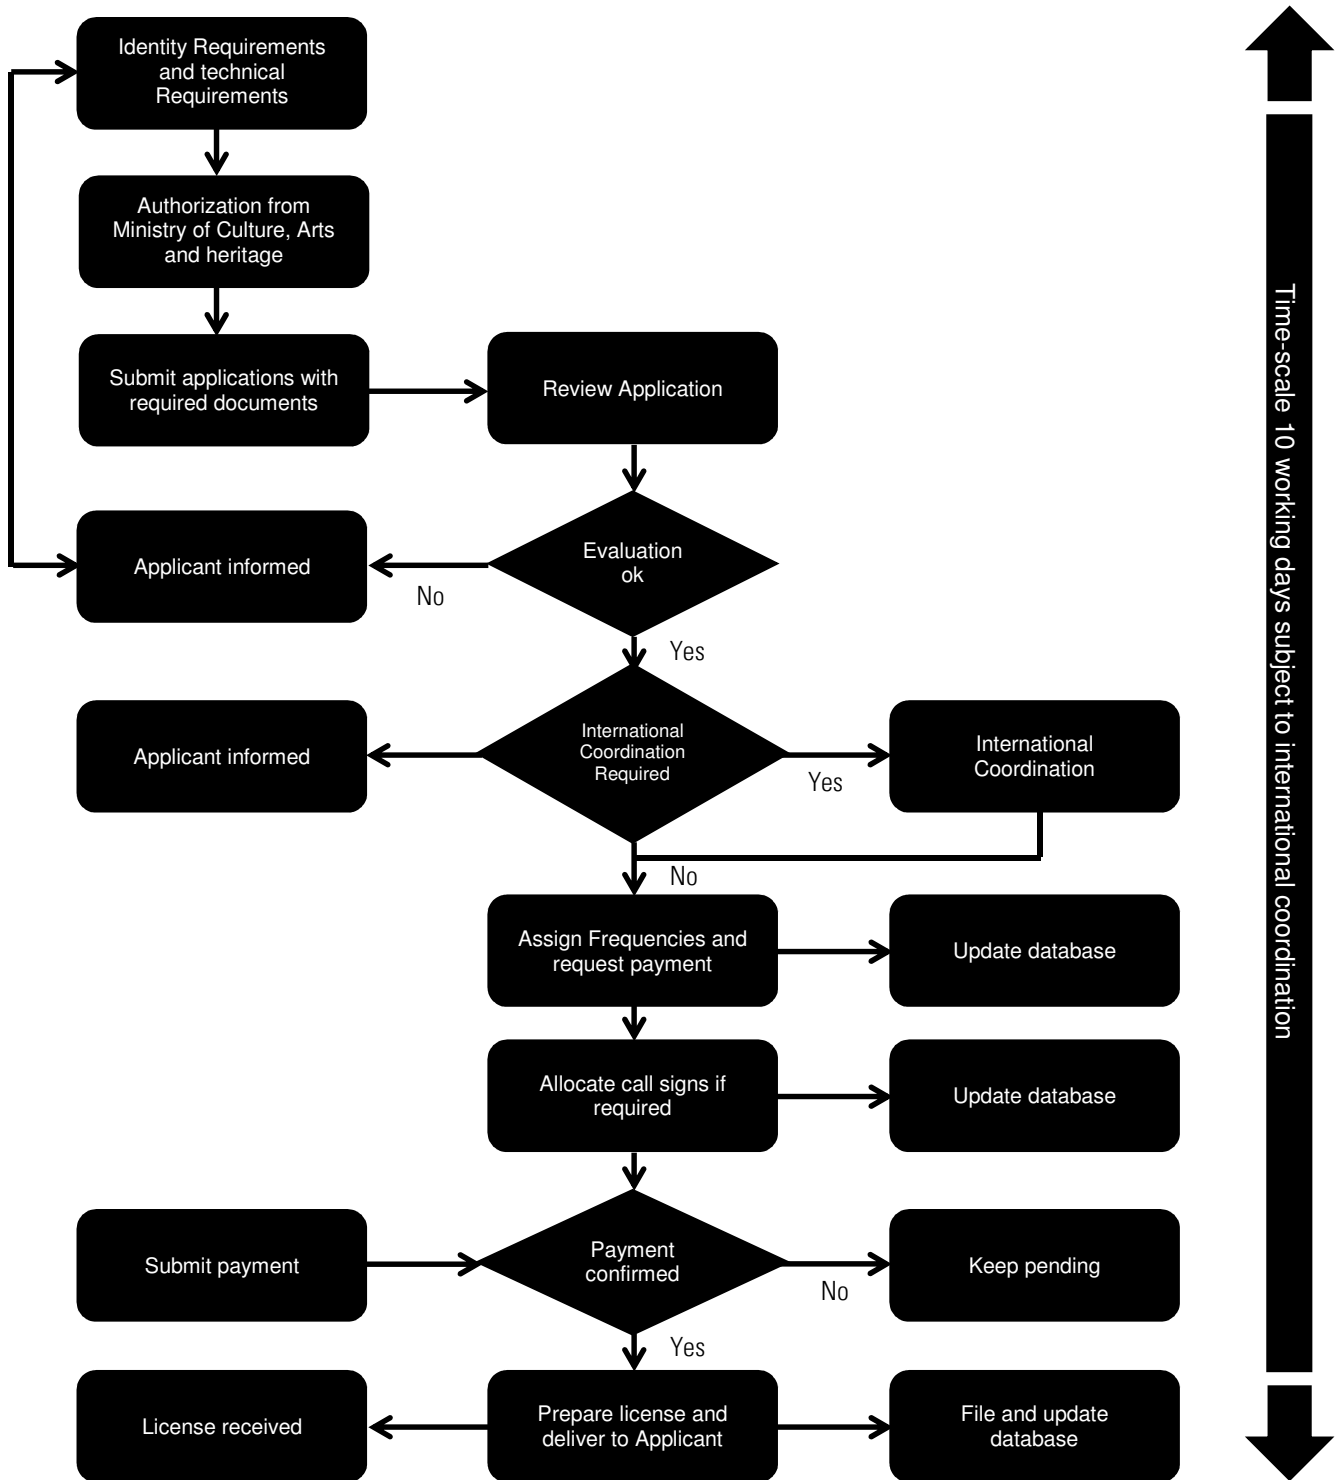 Identity Requirements
and technical
Requirements
Authorization from
Ministry of Culture, Arts
and heritage
Submit applications with
required documents
Review Application
Applicant informed
No
Evaluation
ok
Yes
Applicant informed
International
Coordination
Required
Yes
International
Coordination
No
Assign Frequencies and
request payment
Update database
Allocate call signs if
required
Update database
Submit payment
Payment
confirmed
No
Keep pending
Yes
License received
Prepare license and
deliver to Applicant
File and update
database
Time-scale 10 working days subject to international coordination